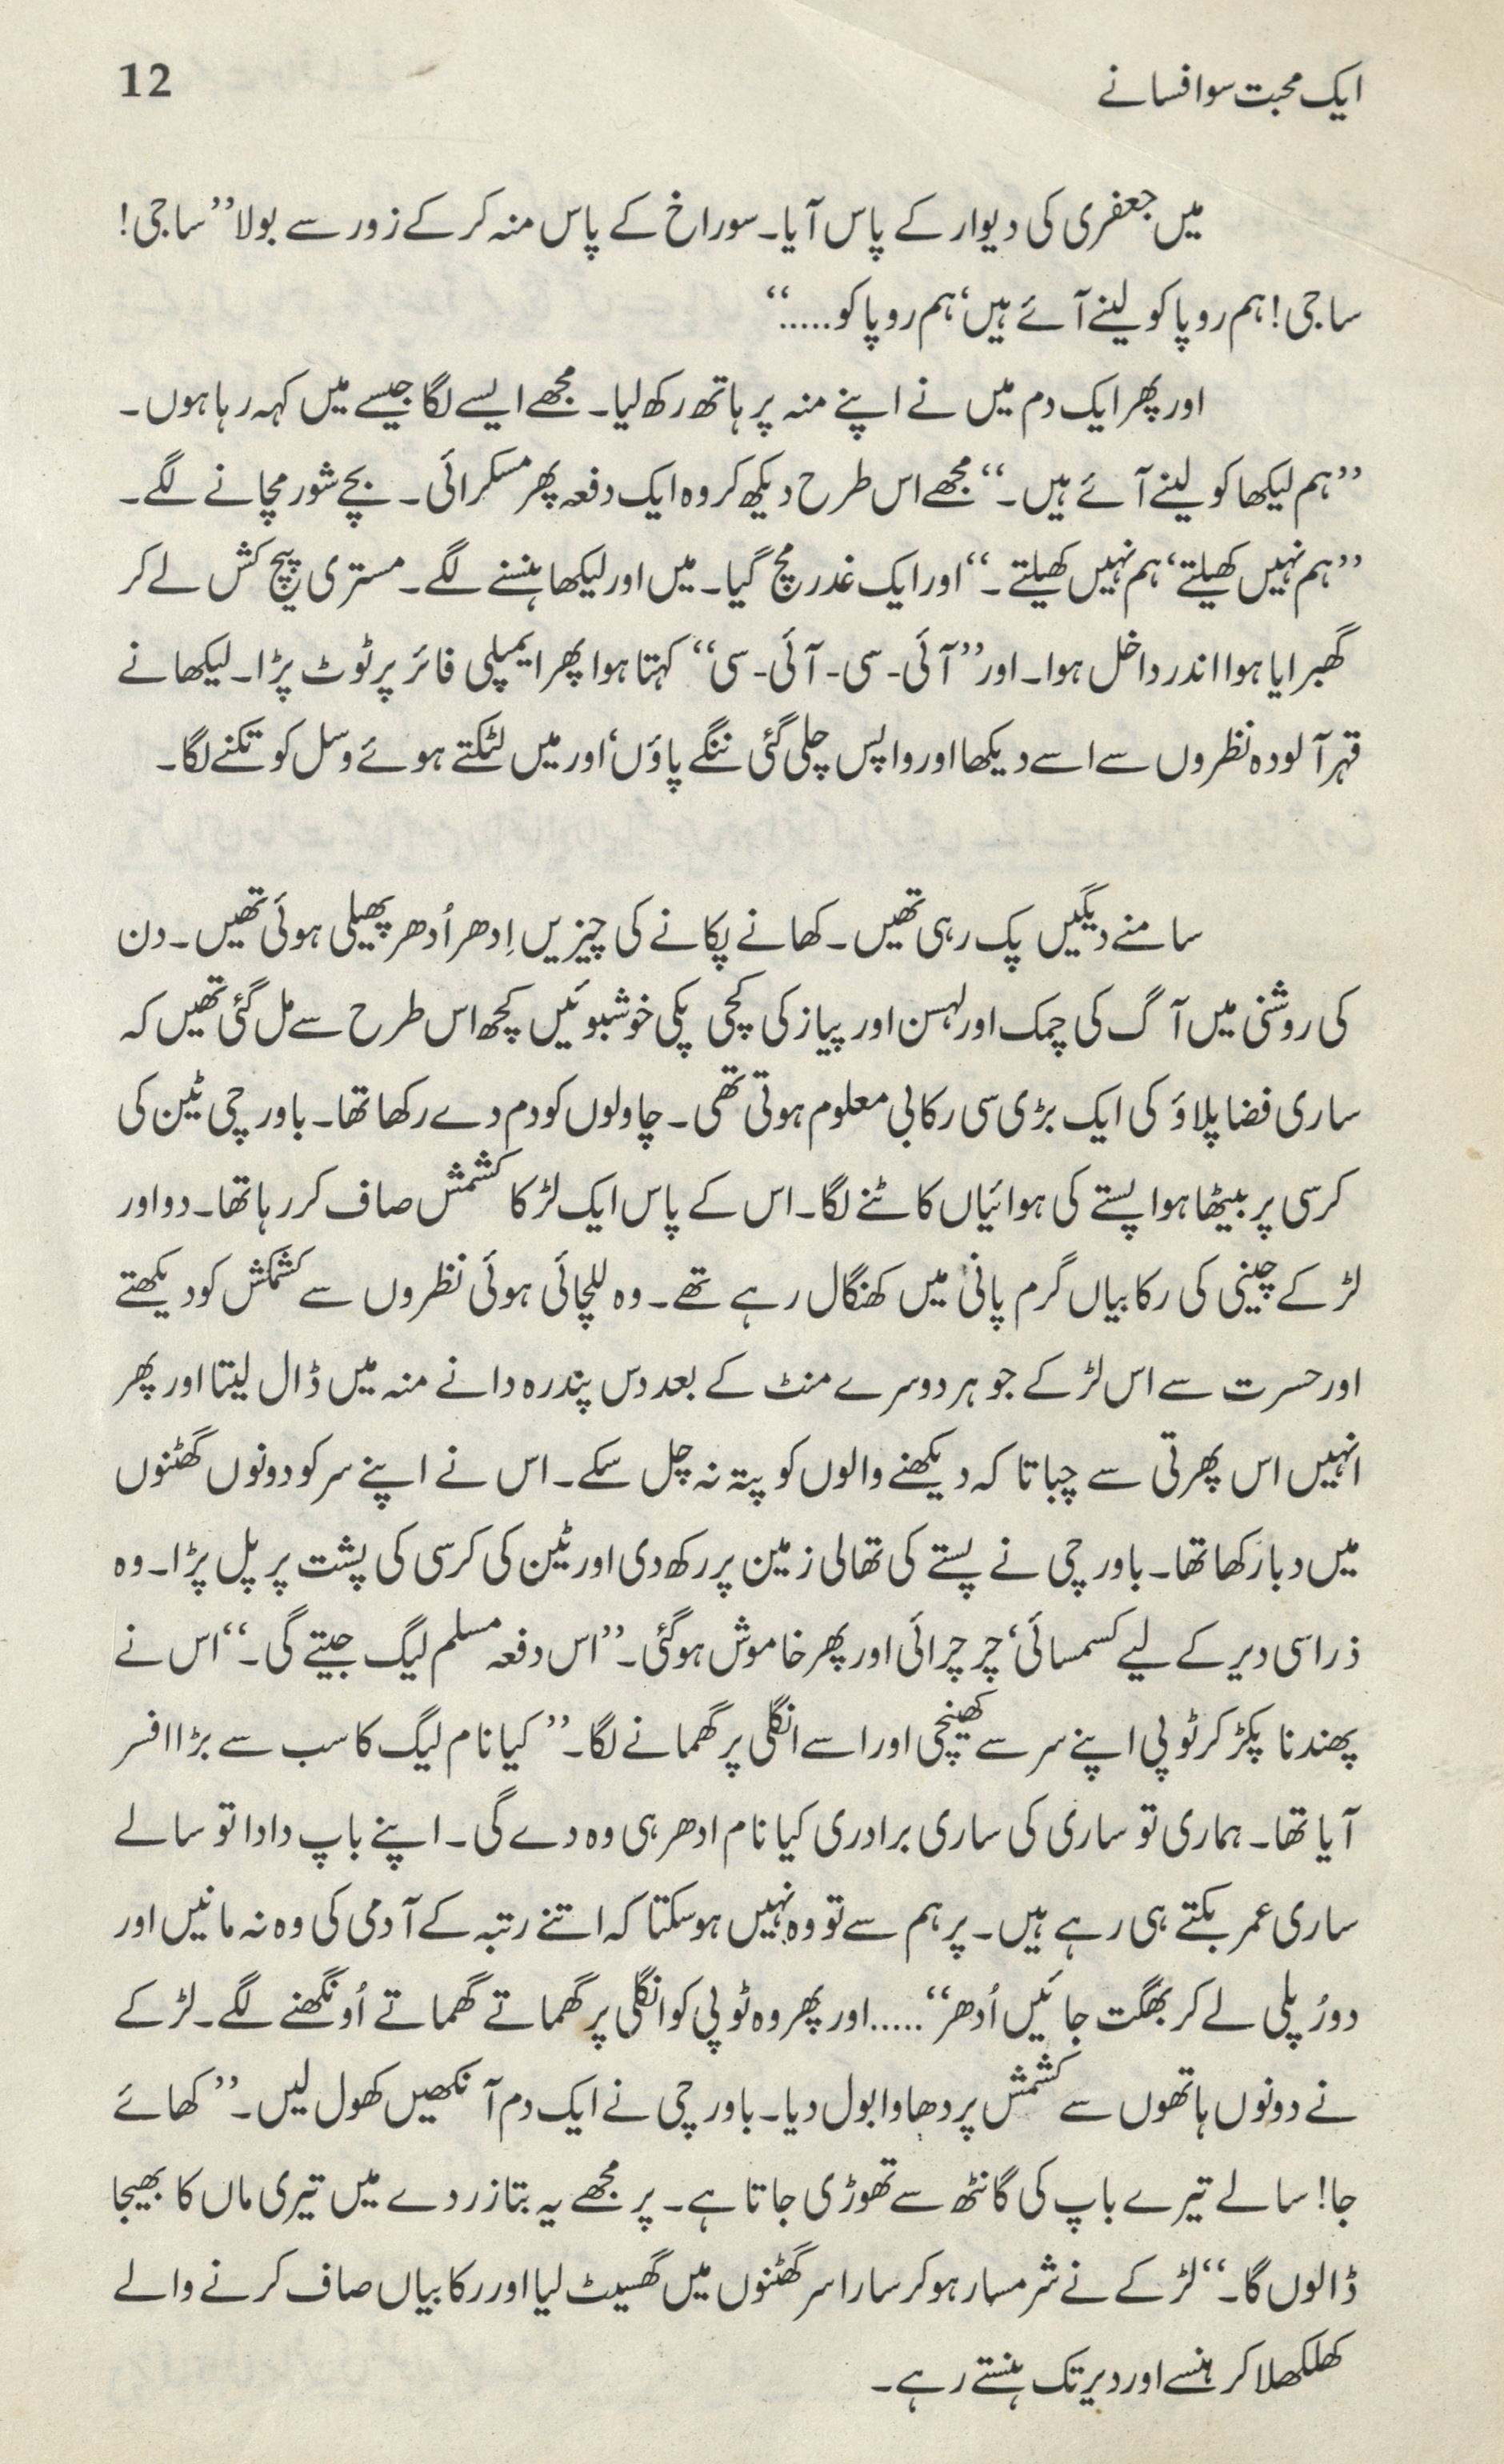 ایک محبت سو افسانے 12
میں جعفری کی دیوار کے پاس آیا۔ سوراخ کے پاس منہ کر کے زور سے بولا ”ساجی!
ساجی! ہم روپا کو لینے آئے ہیں‘ ہم روپا کو.....“
اور پھر ایک دم میں نے اپنے منہ پر ہاتھ رکھ لیا۔ مجھے ایسے لگا جیسے میں کہہ رہا ہوں۔
”ہم لیکھا کو لینے آئے ہیں۔“ مجھے اس طرح دیکھ کر وہ ایک دفعہ پھر مسکرائی۔ بچے شور مچانے لگے۔
”ہم نہیں کھیلتے‘ ہم نہیں کھیلتے۔“ اور ایک غدر مچ گیا۔ میں اور لیکھا ہنسنے لگے۔ مستری پیچ کش لے کر
گھبرایا ہوا اندر داخل ہوا۔ اور ”آئی۔ سی۔ آئی۔ سی“ کہتا ہوا پھر ایمپلی فائر پر ٹوٹ پڑا۔ لیکھا نے
قہر آلودہ نظروں سے اسے دیکھا اور واپس چلی گئی ننگے پاؤں‘ اور میں لٹکتے ہوئے وسل کو تکنے لگا۔
سامنے دیگیں پک رہی تھیں۔ کھانے پکانے کی چیزیں اِدھر اُدھر پھیلی ہوئی تھیں۔ دن
کی روشنی میں آگ کی چمک اور لہسن اور پیاز کی کچی پکی خوشبوئیں کچھ اس طرح سے مل گئی تھیں کہ
ساری فضا پلاؤ کی ایک بڑی سی رکابی معلوم ہوتی تھی۔ چاولوں کو دم دے رکھا تھا۔ باورچی ٹین کی
کرسی پر بیٹھا ہوا پستے کی ہوائیاں کاٹنے لگا۔ اس کے پاس ایک لڑکا کشمش صاف کر رہا تھا۔ دو اور
لڑکے چینی کی رکابیاں گرم پانی میں کھنگال رہے تھے۔ وہ للچائی ہوئی نظروں سے کشمکش کو دیکھتے
اور حسرت سے اس لڑکے جو ہر دوسرے منٹ کے بعد دس پندرہ دانے منہ میں ڈال لیتا اور پھر
انہیں اس پھرتی سے چباتا کہ دیکھنے والوں کو پتہ نہ چل سکے۔ اس نے اپنے سر کو دونوں گھٹنوں
میں دبا رکھا تھا۔ باورچی نے پستے کی تھالی زمین پر رکھ دی اور ٹین کی کرسی کی پشت پر پل پڑا۔ وہ
ذرا سی دیر کے لیے کسمسائی‘ چرچرائی اور پھر خاموش ہو گئی۔ ”اس دفعہ مسلم لیگ جیتے گی۔“ اس نے
پھندنا پکڑ کر ٹوپی اپنے سر سے کھینچی اور اسے انگلی پر گھمانے لگا۔ ”کیا نام لیگ کا سب سے بڑا افسر
آیا تھا۔ ہماری تو ساری کی ساری برادری کیا نام ادھر ہی وہ دے گی۔ اپنے باپ دادا تو سالے
ساری عمر بکتے ہی رہے ہیں۔ پر ہم سے تو وہ نہیں ہو سکتا کہ اتنے رتبہ کے آدمی کی وہ نہ مانیں اور
دو رُپلی لے کر بھگت جائیں اُدھر“..... اور پھر وہ ٹوپی کو انگلی پر گھماتے گھماتے اُونگھنے لگے۔ لڑکے
نے دونوں ہاتھوں سے کشمش پر دھاوا بول دیا۔ باورچی نے ایک دم آنکھیں کھول لیں۔ ”کھائے
جا! سالے تیرے باپ کی گانٹھ سے تھوڑی جاتا ہے۔ پر مجھے یہ بتا زردے میں تیری ماں کا بھیجا
ڈالوں گا۔“ لڑکے نے شرمسار ہو کر سارا سر گھٹنوں میں گھسیٹ لیا اور رکابیاں صاف کرنے والے
کھلکھلا کر ہنسے اور دیر تک ہنستے رہے۔